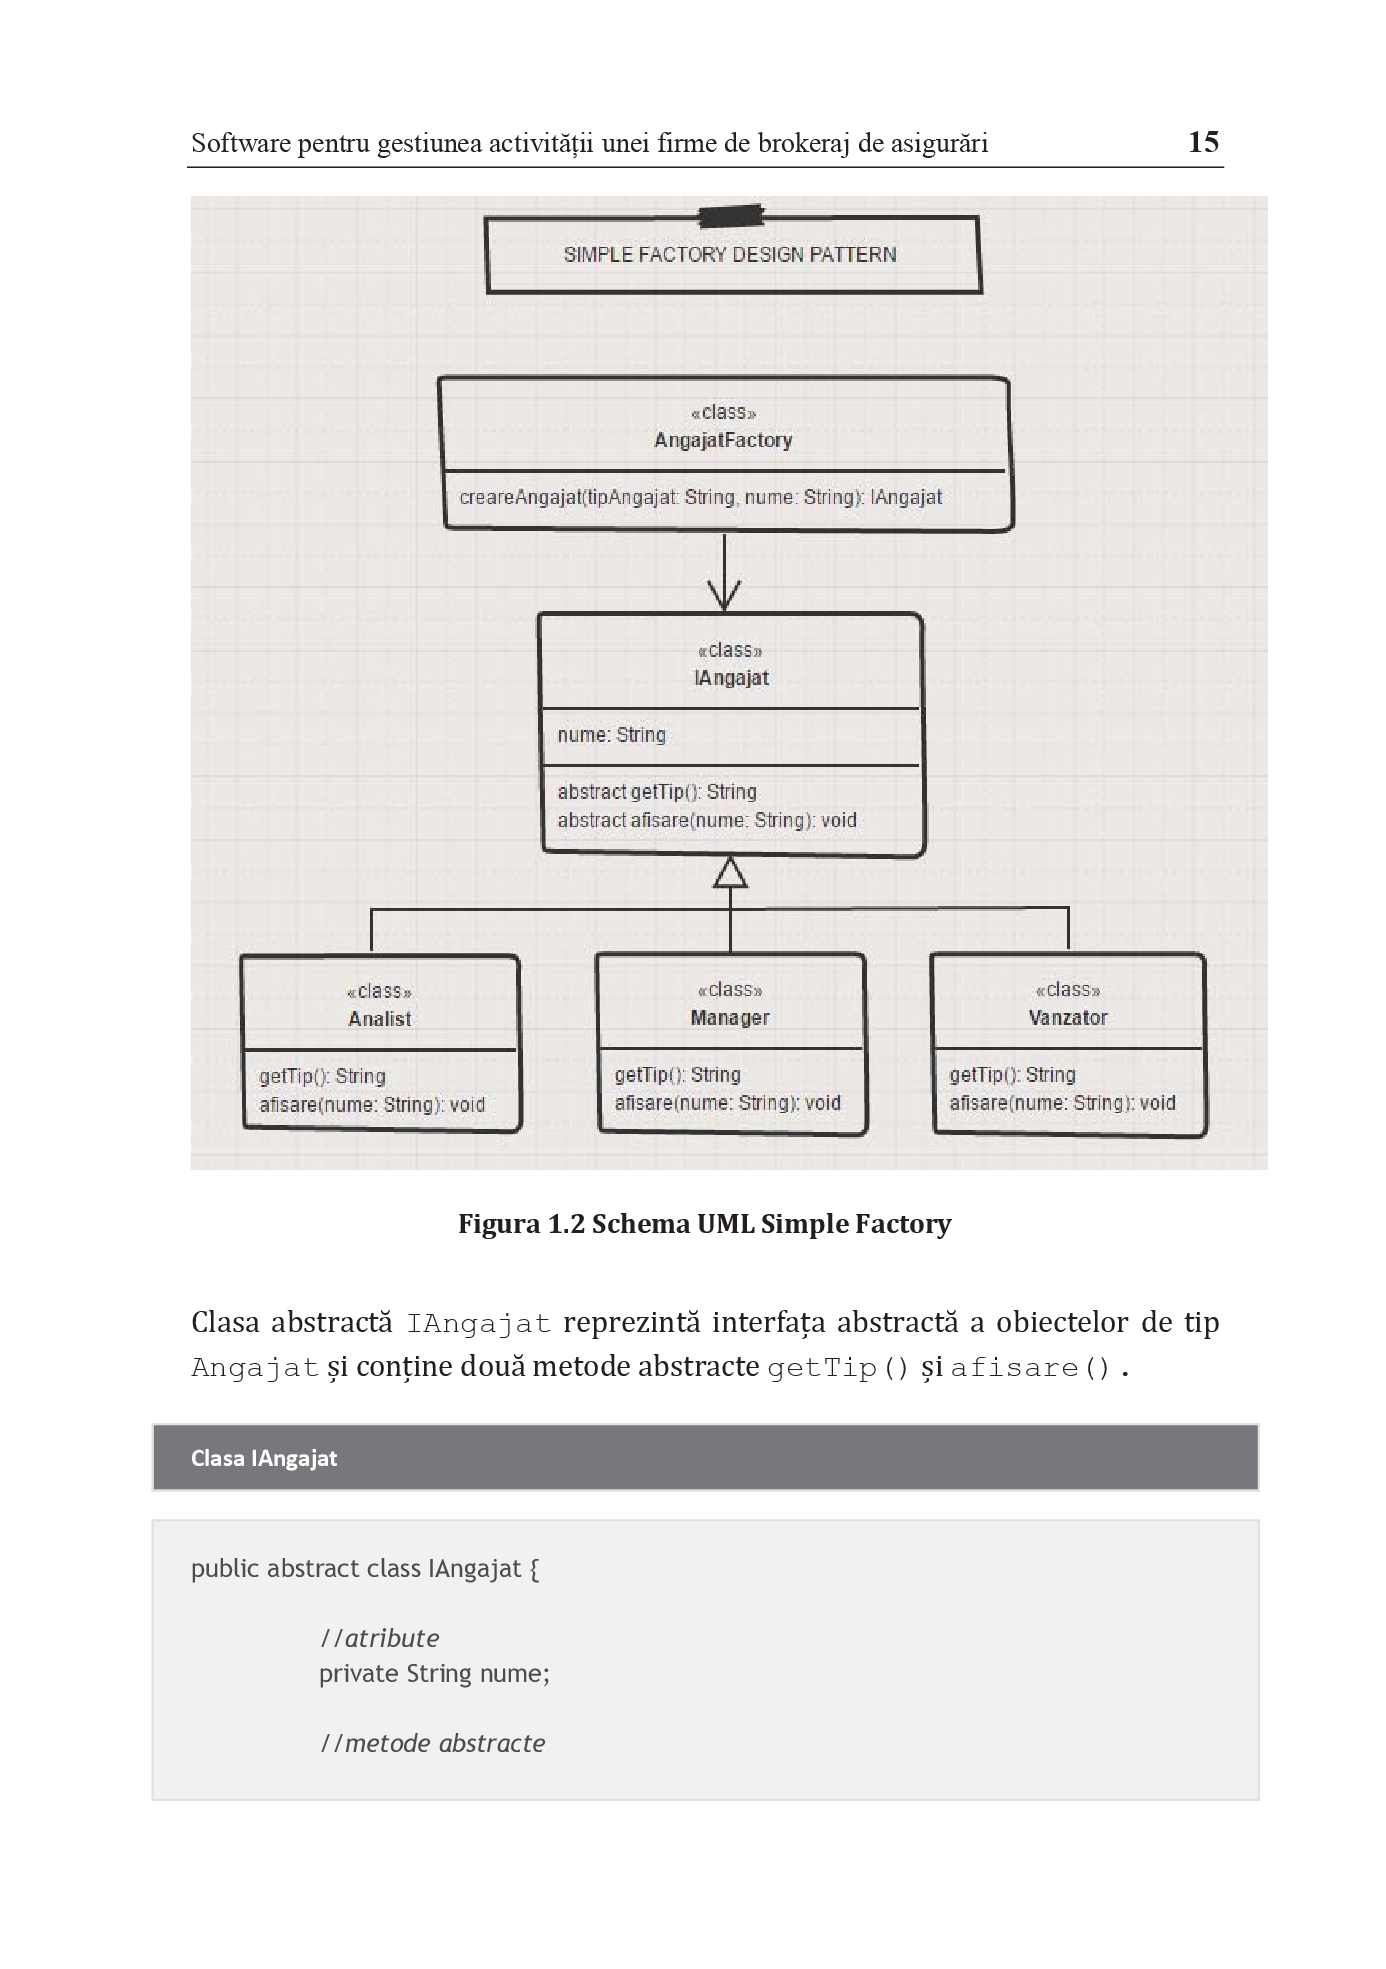 Software pentru gestiunea activității unei firme de brokeraj de asigurări 15
SIMPLE FACTORY DESIGN PATTERN
«class»
AngajatFactory
creareAngajat(tipAngajat: String, nume: String): IAngajat
«class»
IAngajat
nume: String
abstract getTip(): String
abstract afisare(nume: String): void
«class»
Analist
getTip(): String
afisare(nume: String): void
«class»
Manager
getTip(): String
afisare(nume: String): void
«class»
Vanzator
getTip(): String
afisare(nume: String): void
Figura 1.2 Schema UML Simple Factory
Clasa abstractă IAngajat reprezintă interfața abstractă a obiectelor de tip
Angajat și conține două metode abstracte getTip() și afisare().
Clasa IAngajat
public abstract class IAngajat {
//atribute
private String nume;
//metode abstracte